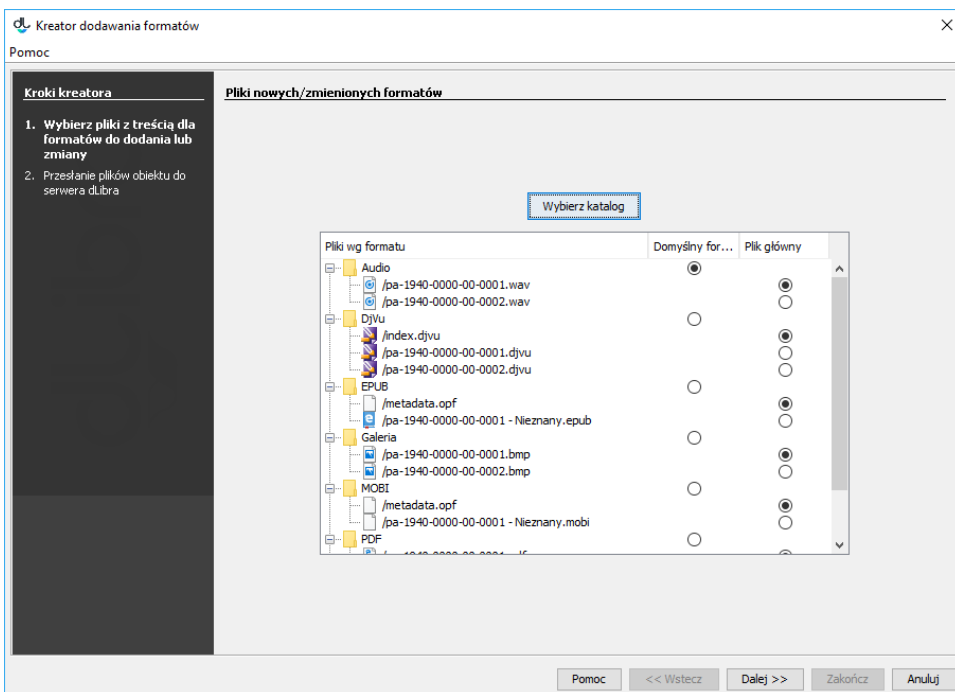 Kreator dodawania formatów
Pomoc
Kroki kreatora
1. Wybierz pliki z treścią dla
formatów do dodania lub
zmiany
2. Przesłanie plików obiektu do
serwera dLibra
Pliki nowych/zmienionych formatów
Wybierz katalog
Pliki wg formatu Domyślny for... Plik główny
Audio
/pa-1940-0000-00-0001.wav
/pa-1940-0000-00-0002.wav
DjVu
/index.djvu
/pa-1940-0000-00-0001.djvu
/pa-1940-0000-00-0002.djvu
EPUB
/metadata.opf
/pa-1940-0000-00-0001 - Nieznany.epub
Galeria
/pa-1940-0000-00-0001.bmp
/pa-1940-0000-00-0002.bmp
MOBI
/metadata.opf
/pa-1940-0000-00-0001 - Nieznany.mobi
PDF
Pomoc << Wstecz Dalej >> Zakończ Anuluj